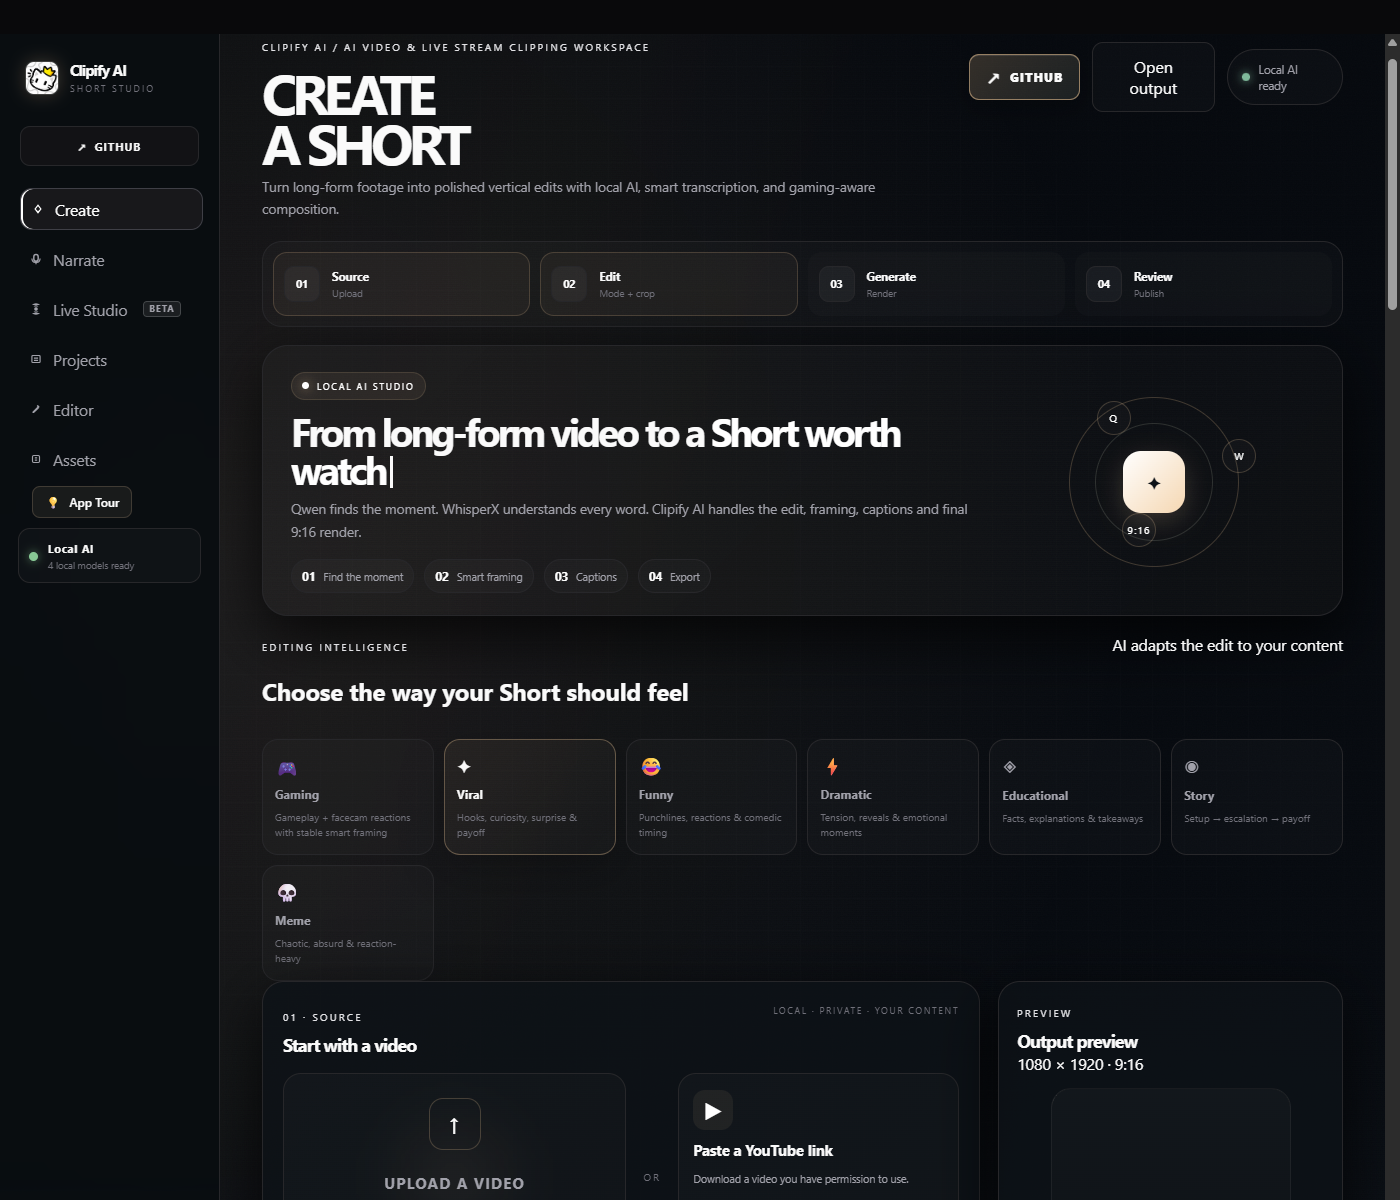 Clipify AI
SHORT STUDIO
↗ GITHUB
Create
Narrate
Live Studio BETA
Projects
Editor
Assets
App Tour
Local AI
4 local models ready
CLIPIFY AI / AI VIDEO & LIVE STREAM CLIPPING WORKSPACE
CREATE
A SHORT
Turn long-form footage into polished vertical edits with local AI, smart transcription, and gaming-aware
composition.
↗ GITHUB
Open
output
Local AI
ready
01 Source
Upload
02 Edit
Mode + crop
03 Generate
Render
04 Review
Publish
LOCAL AI STUDIO
From long-form video to a Short worth
watch
Qwen finds the moment. WhisperX understands every word. Clipify AI handles the edit, framing, captions and final
9:16 render.
01 Find the moment
02 Smart framing
03 Captions
04 Export
Q
W
9:16
EDITING INTELLIGENCE
AI adapts the edit to your content
Choose the way your Short should feel
Gaming
Gameplay + facecam reactions
with stable smart framing
Viral
Hooks, curiosity, surprise &
payoff
Funny
Punchlines, reactions & comedic
timing
Dramatic
Tension, reveals & emotional
moments
Educational
Facts, explanations & takeaways
Story
Setup → escalation → payoff
Meme
Chaotic, absurd & reaction-
heavy
01 · SOURCE
LOCAL · PRIVATE · YOUR CONTENT
Start with a video
UPLOAD A VIDEO
OR
Paste a YouTube link
Download a video you have permission to use.
PREVIEW
Output preview
1080 × 1920 · 9:16